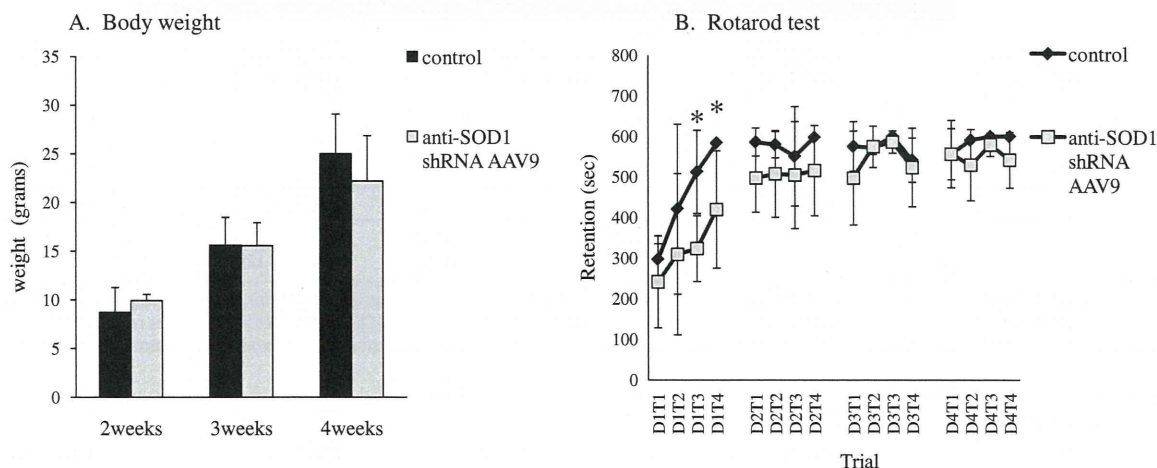 A. Body weight
35
30
25
20
15
10
5
0
weight (grams)
2weeks
3weeks
4weeks
control
anti-SOD1
shRNA AAV9
B. Rotarod test
800
700
600
500
400
300
200
100
0
Retention (sec)
*
*
D1T1
D1T2
D1T3
D1T4
D2T1
D2T2
D2T3
D2T4
D3T1
D3T2
D3T3
D3T4
D4T1
D4T2
D4T3
D4T4
Trial
control
anti-SOD1
shRNA
AAV9